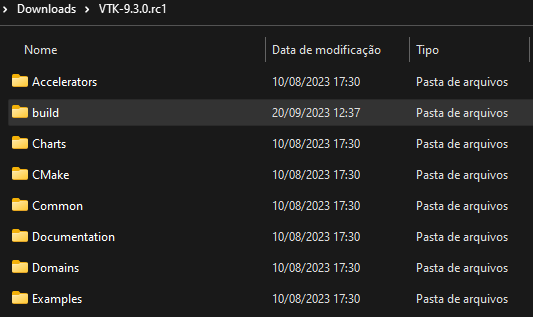 Downloads > VTK-9.3.0.rc1 >
Nome Data de modificação Tipo
Accelerators 10/08/2023 17:30 Pasta de arquivos
build 20/09/2023 12:37 Pasta de arquivos
Charts 10/08/2023 17:30 Pasta de arquivos
CMake 10/08/2023 17:30 Pasta de arquivos
Common 10/08/2023 17:30 Pasta de arquivos
Documentation 10/08/2023 17:30 Pasta de arquivos
Domains 10/08/2023 17:30 Pasta de arquivos
Examples 10/08/2023 17:30 Pasta de arquivos